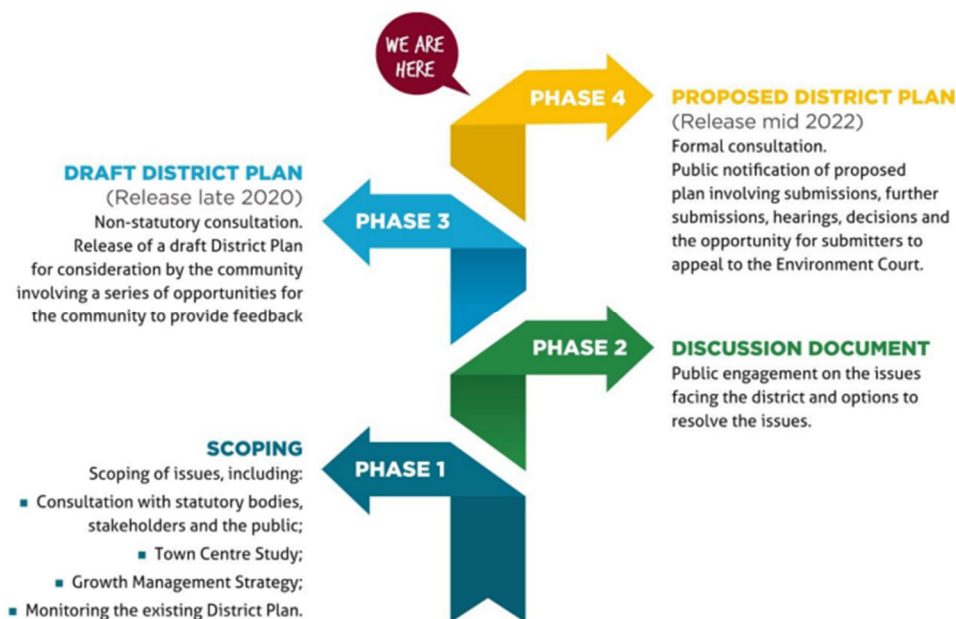 WE ARE
HERE
PHASE 4
PROPOSED DISTRICT PLAN
(Release mid 2022)
Formal consultation.
Public notification of proposed
plan involving submissions, further
submissions, hearings, decisions and
the opportunity for submitters to
appeal to the Environment Court.
DRAFT DISTRICT PLAN
(Release late 2020)
Non-statutory consultation.
Release of a draft District Plan
for consideration by the community
involving a series of opportunities for
the community to provide feedback
PHASE 3
PHASE 2
DISCUSSION DOCUMENT
Public engagement on the issues
facing the district and options to
resolve the issues.
SCOPING
Scoping of issues, including:
▪ Consultation with statutory bodies,
stakeholders and the public;
▪ Town Centre Study;
▪ Growth Management Strategy;
▪ Monitoring the existing District Plan.
PHASE 1